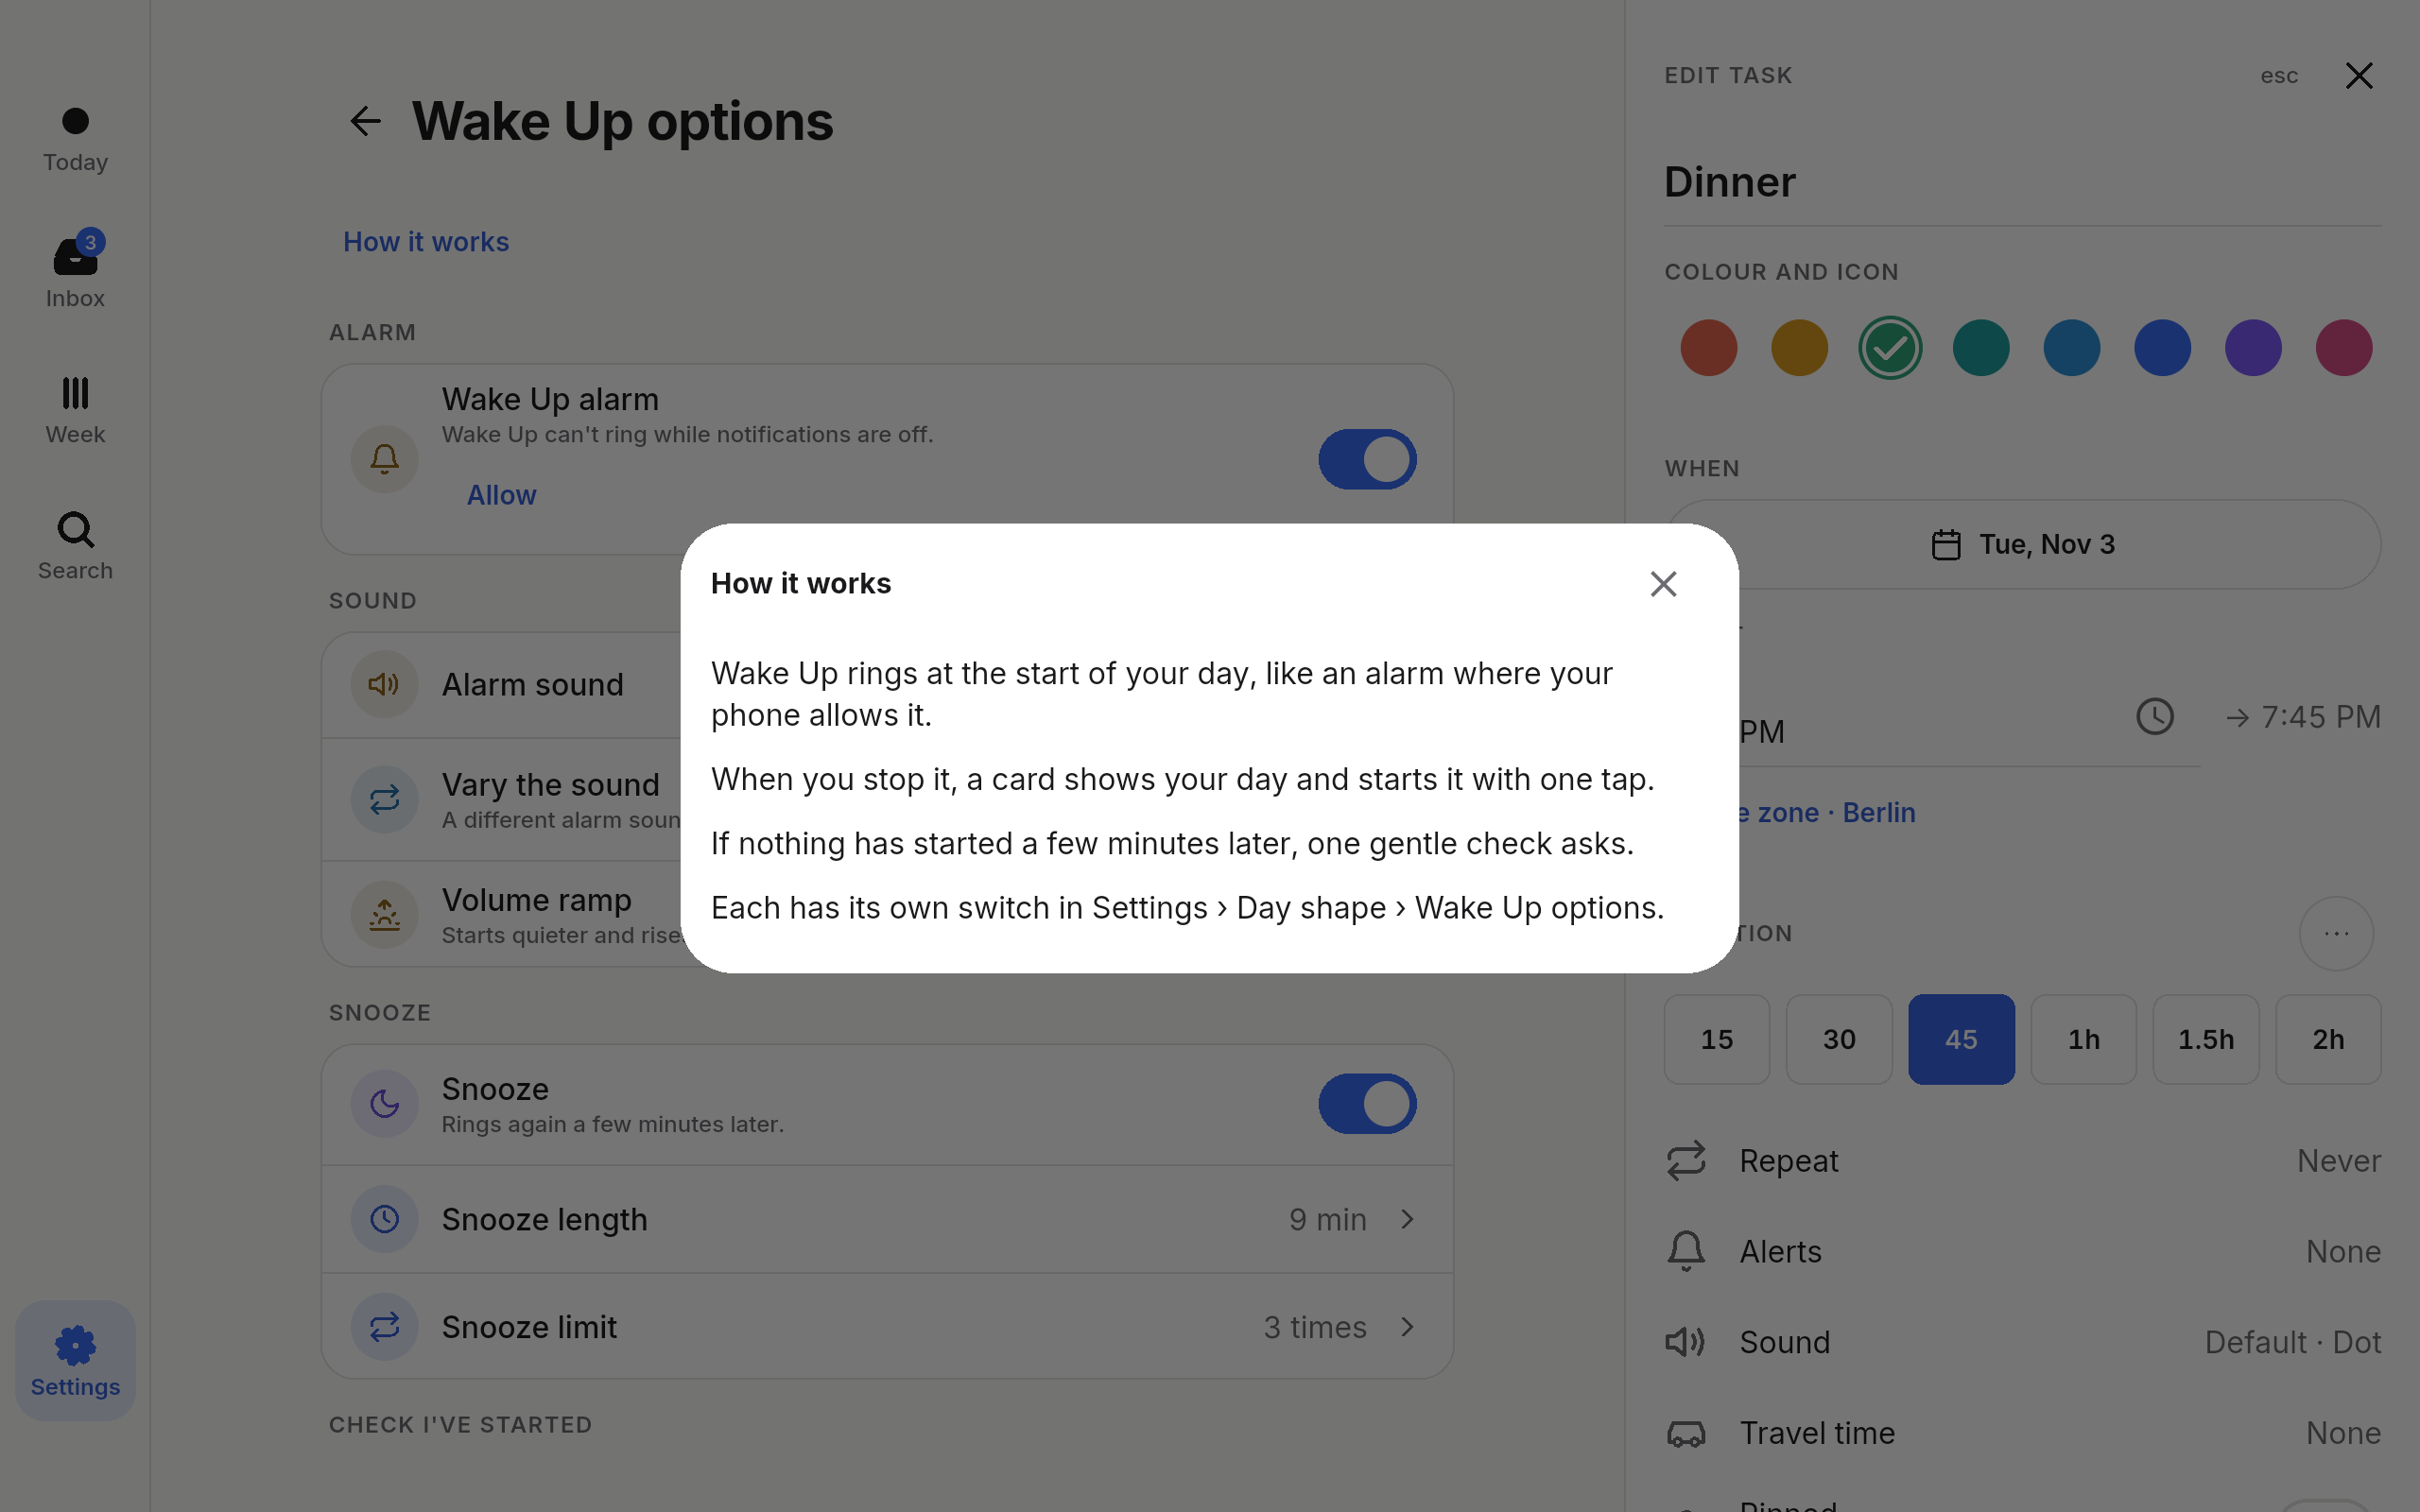 Today
3
Inbox
Week
Search
Settings
Wake Up options
How it works
ALARM
Wake Up alarm
Wake Up can't ring while notifications are off.
Allow
SOUND
Alarm sound
Vary the sound
A different alarm soun
Volume ramp
Starts quieter and rise
SNOOZE
Snooze
Rings again a few minutes later.
Snooze length
9 min
Snooze limit
3 times
CHECK I'VE STARTED
How it works
Wake Up rings at the start of your day, like an alarm where your
phone allows it.
When you stop it, a card shows your day and starts it with one tap.
If nothing has started a few minutes later, one gentle check asks.
Each has its own switch in Settings › Day shape › Wake Up options.
EDIT TASK
esc
Dinner
COLOUR AND ICON
WHEN
Tue, Nov 3
PM
→ 7:45 PM
e zone · Berlin
TION
15
30
45
1h
1.5h
2h
Repeat
Never
Alerts
None
Sound
Default · Dot
Travel time
None